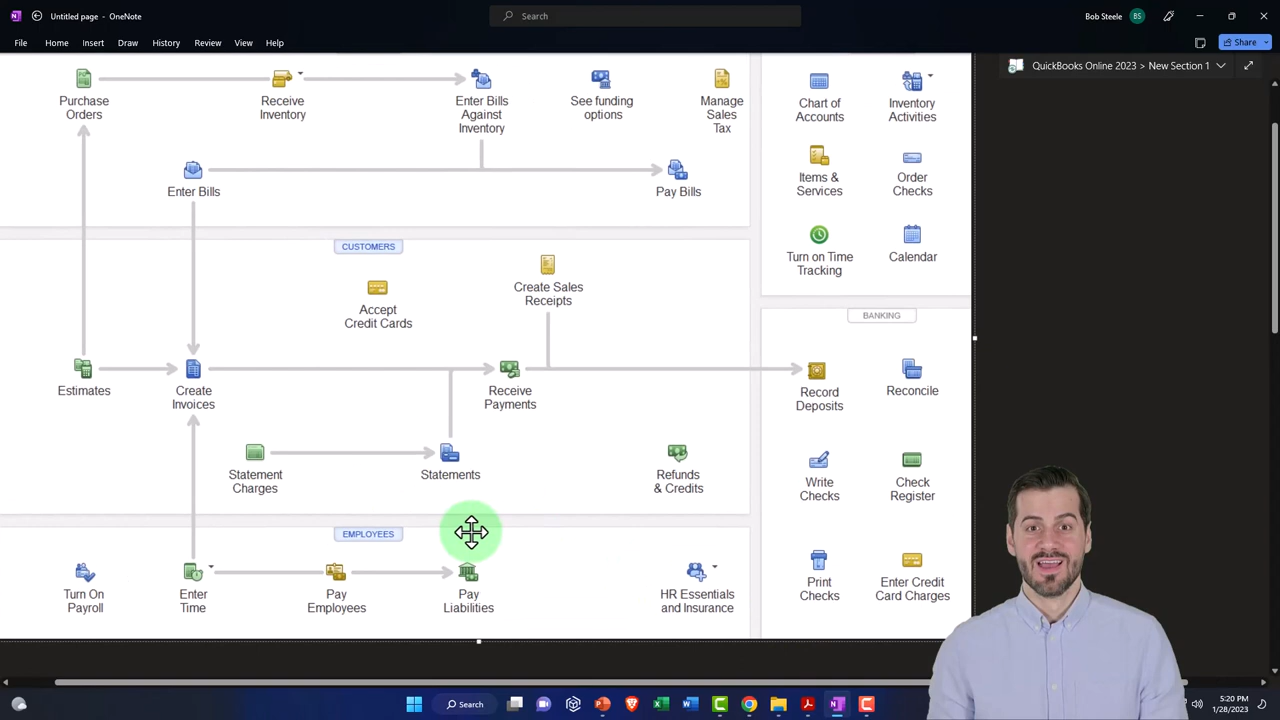 Untitled page - OneNote
Search
Bob Steele
BS
File
Home
Insert
Draw
History
Review
View
Help
Share
QuickBooks Online 2023 > New Section 1
Purchase
Orders
Receive
Inventory
Enter Bills
Against
Inventory
See funding
options
Manage
Sales
Tax
Chart of
Accounts
Inventory
Activities
Enter Bills
Pay Bills
Items &
Services
Order
Checks
CUSTOMERS
Turn on Time
Tracking
Calendar
Accept
Credit Cards
Create Sales
Receipts
BANKING
Estimates
Create
Invoices
Receive
Payments
Record
Deposits
Reconcile
Statement
Charges
Statements
Refunds
& Credits
Write
Checks
Check
Register
EMPLOYEES
Turn On
Payroll
Enter
Time
Pay
Employees
Pay
Liabilities
HR Essentials
and Insurance
Print
Checks
Enter Credit
Card Charges
Search
5:20 PM
1/28/2023